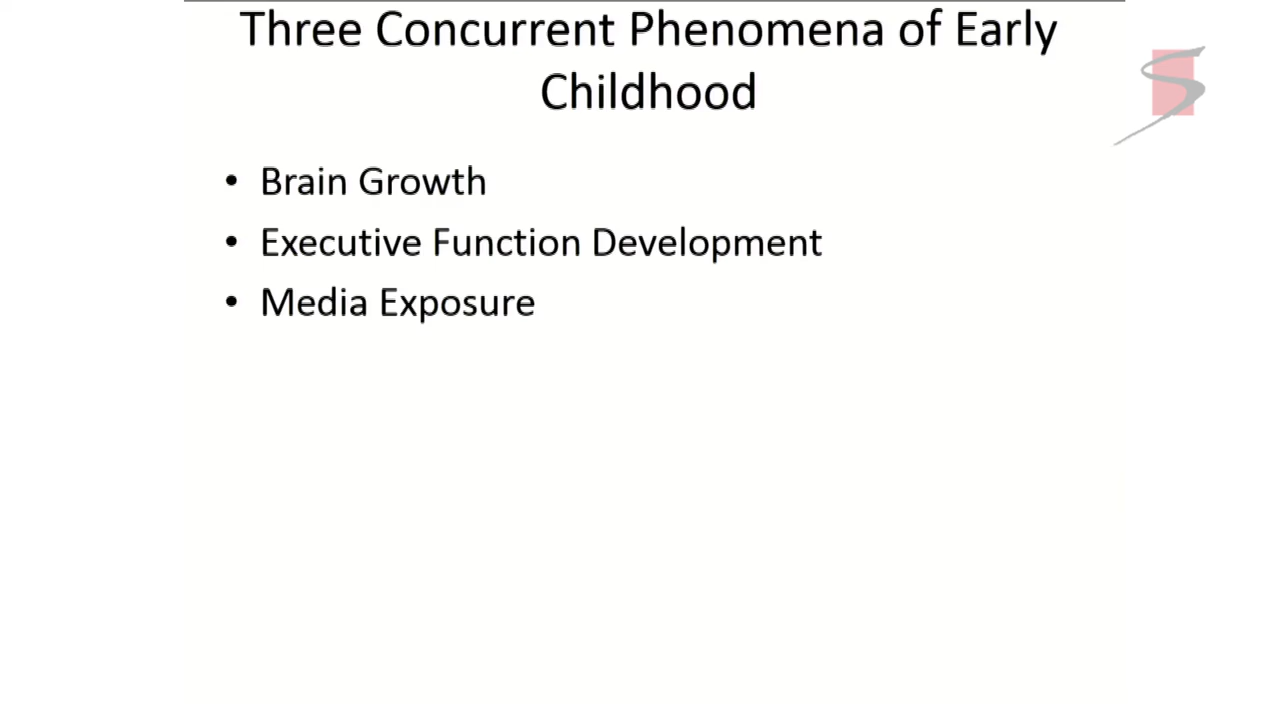 Three Concurrent Phenomena of Early
Childhood
• Brain Growth
• Executive Function Development
• Media Exposure